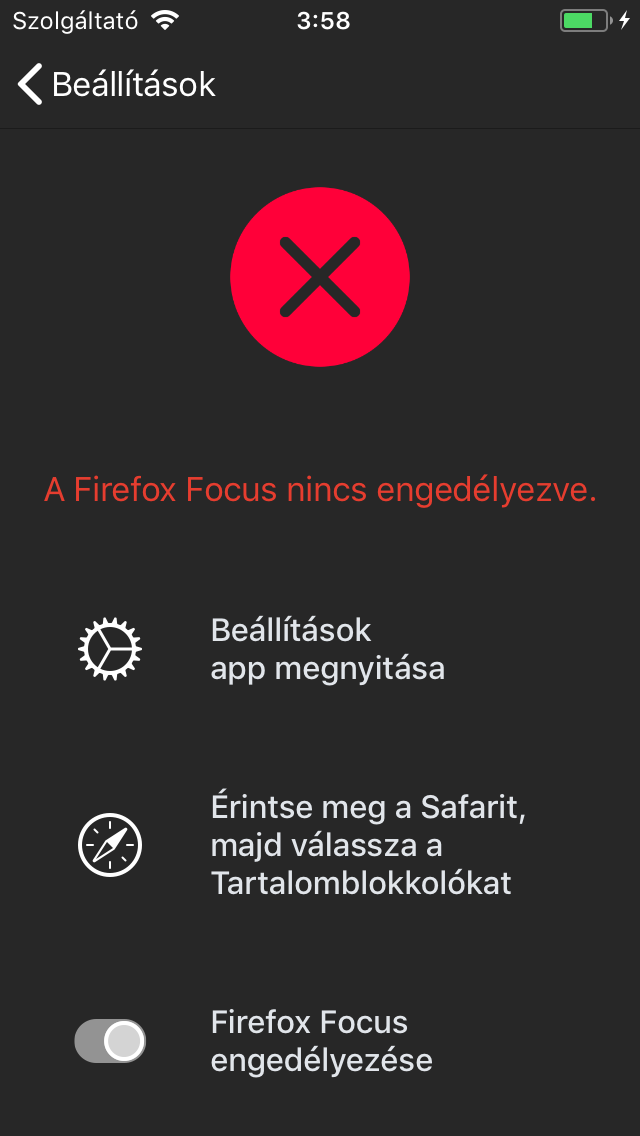 Szolgáltató 3:58
Beállítások
A Firefox Focus nincs engedélyezve.
Beállítások
app megnyitása
Érintse meg a Safarit,
majd válassza a
Tartalomblokkolókat
Firefox Focus
engedélyezése